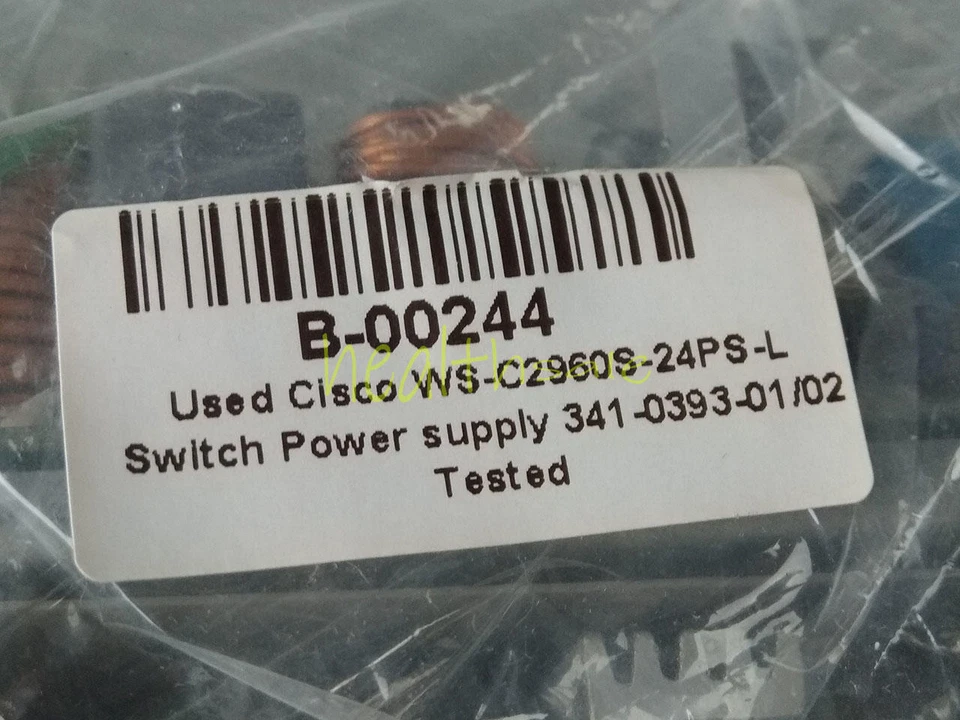 B-00244
Used Cisco WS-C2960S-24PS-L
Switch Power supply 341-0393-01/02
Tested